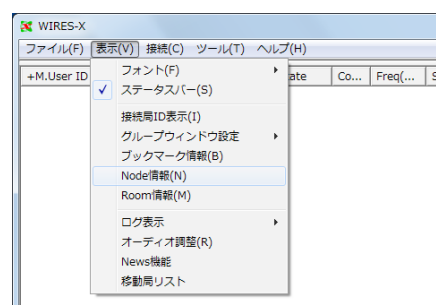 WIRES-X
ファイル(F) 表示(V) 接続(C) ツール(T) ヘルプ(H)
+M.User ID ate Co... Freq(... S
フォント(F)
ステータスバー(S)
接続局ID表示(I)
グループウィンドウ設定
ブックマーク情報(B)
Node情報(N)
Room情報(M)
ログ表示
オーディオ調整(R)
News機能
移動局リスト